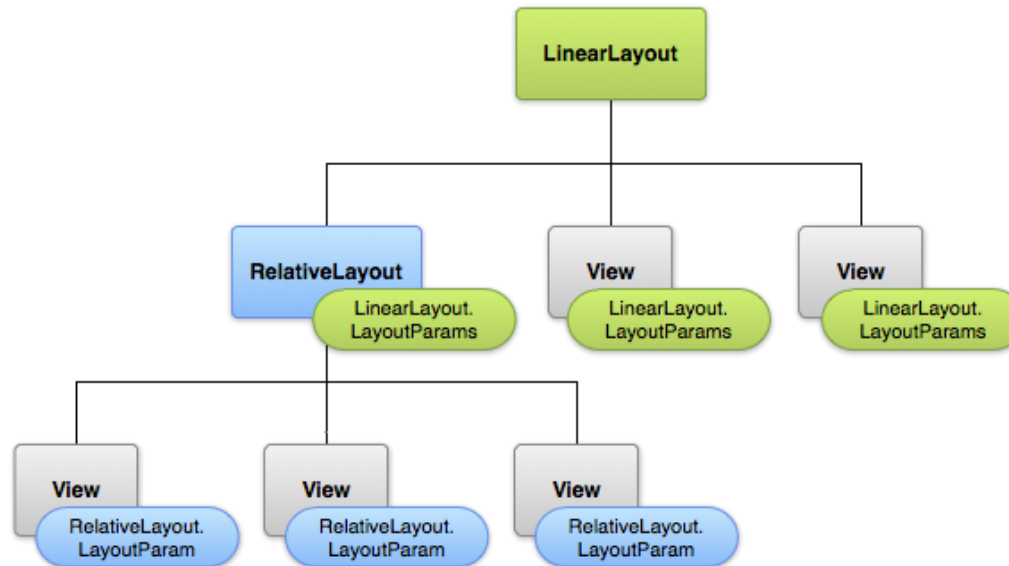 LinearLayout
RelativeLayout
View
View
LinearLayout.
LayoutParams
LinearLayout.
LayoutParams
LinearLayout.
LayoutParams
View
View
View
RelativeLayout.
LayoutParam
RelativeLayout.
LayoutParam
RelativeLayout.
LayoutParam